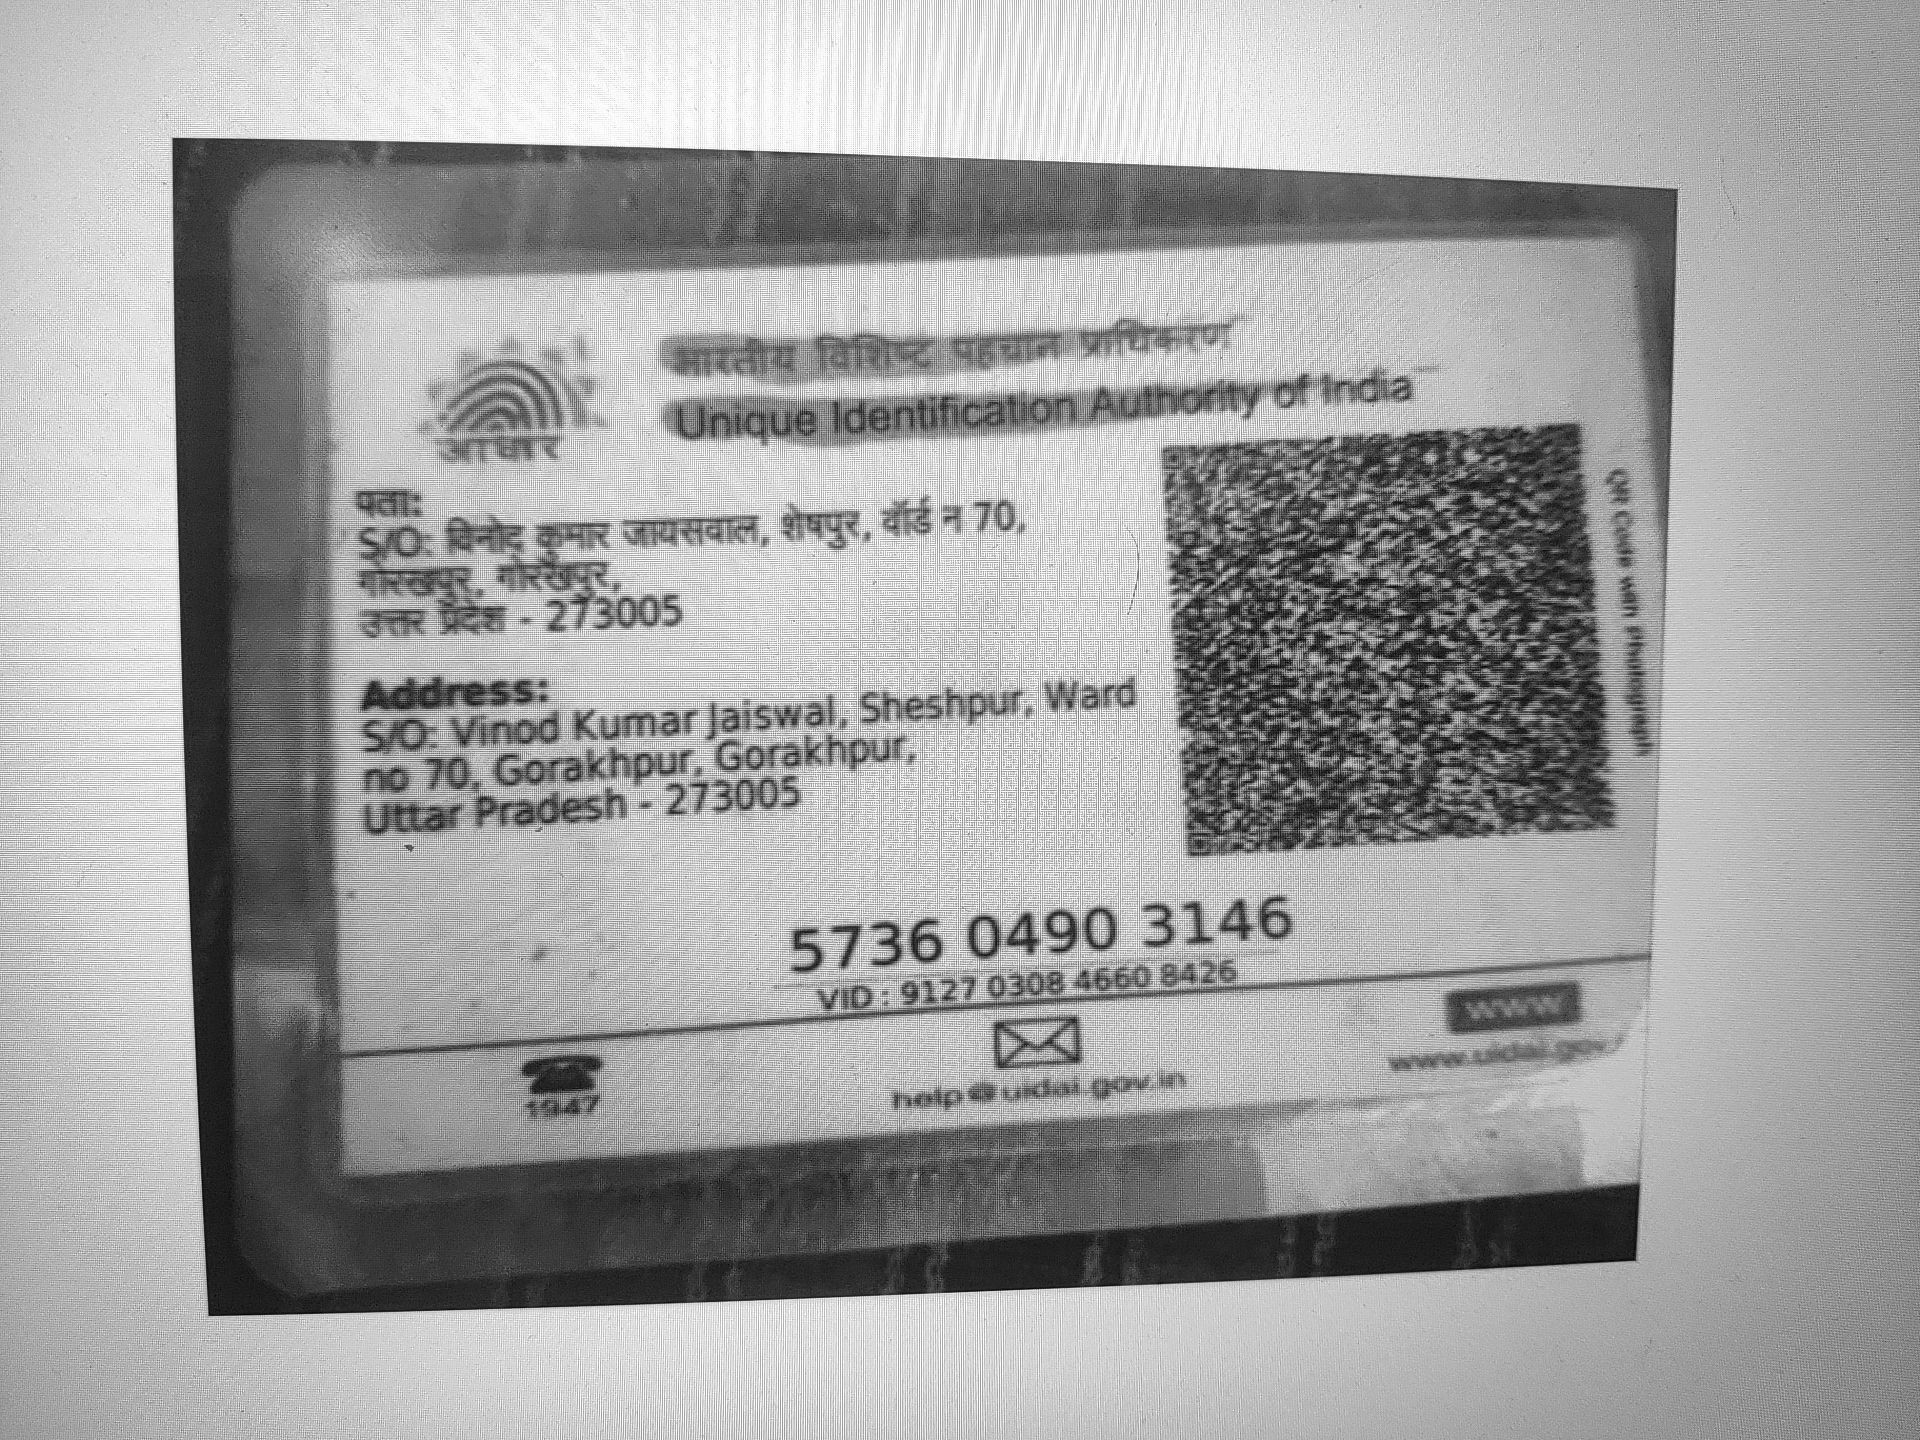 भारतीय विशिष्ट पहचान प्राधिकरण
Unique Identification Authority of India
आधार
पता:
S/O: विनोद कुमार जायसवाल, शेषपुर, वॉर्ड न 70,
गोरखपुर, गोरखपुर,
उत्तर प्रदेश - 273005
Address:
S/O: Vinod Kumar Jaiswal, Sheshpur, Ward
no 70, Gorakhpur, Gorakhpur,
Uttar Pradesh - 273005
QR Code with Photograph
5736 0490 3146
VID : 9127 0308 4660 8426
1947
help@uidai.gov.in
www
www.uidai.gov.i